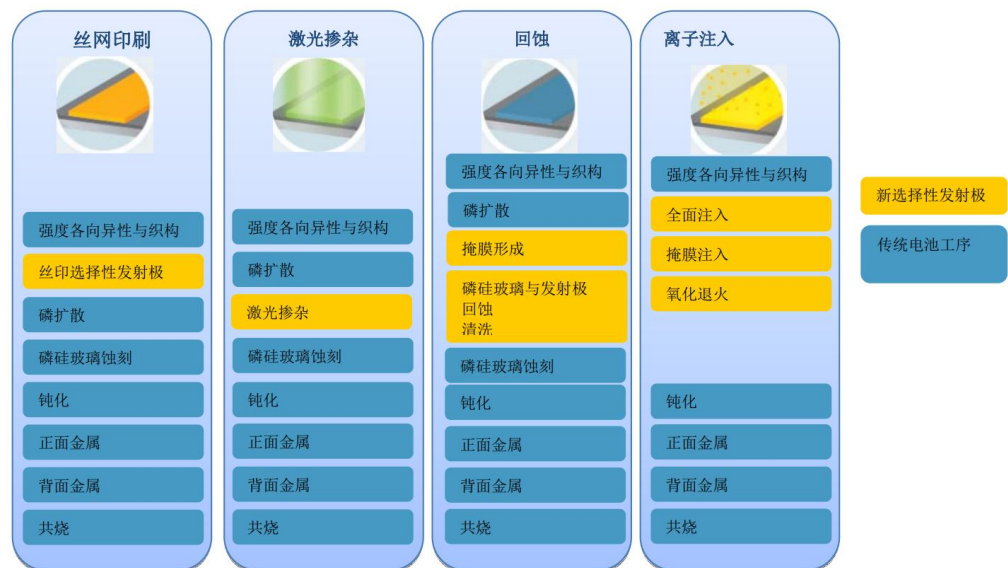 丝网印刷
强度各向异性与织构
丝印选择性发射极
磷扩散
磷硅玻璃蚀刻
钝化
正面金属
背面金属
共烧
激光掺杂
强度各向异性与织构
磷扩散
激光掺杂
磷硅玻璃蚀刻
钝化
正面金属
背面金属
共烧
回蚀
强度各向异性与织构
磷扩散
掩膜形成
磷硅玻璃与发射极
回蚀
清洗
磷硅玻璃蚀刻
钝化
正面金属
背面金属
共烧
离子注入
强度各向异性与织构
全面注入
掩膜注入
氧化退火
钝化
正面金属
背面金属
共烧
新选择性发射极
传统电池工序